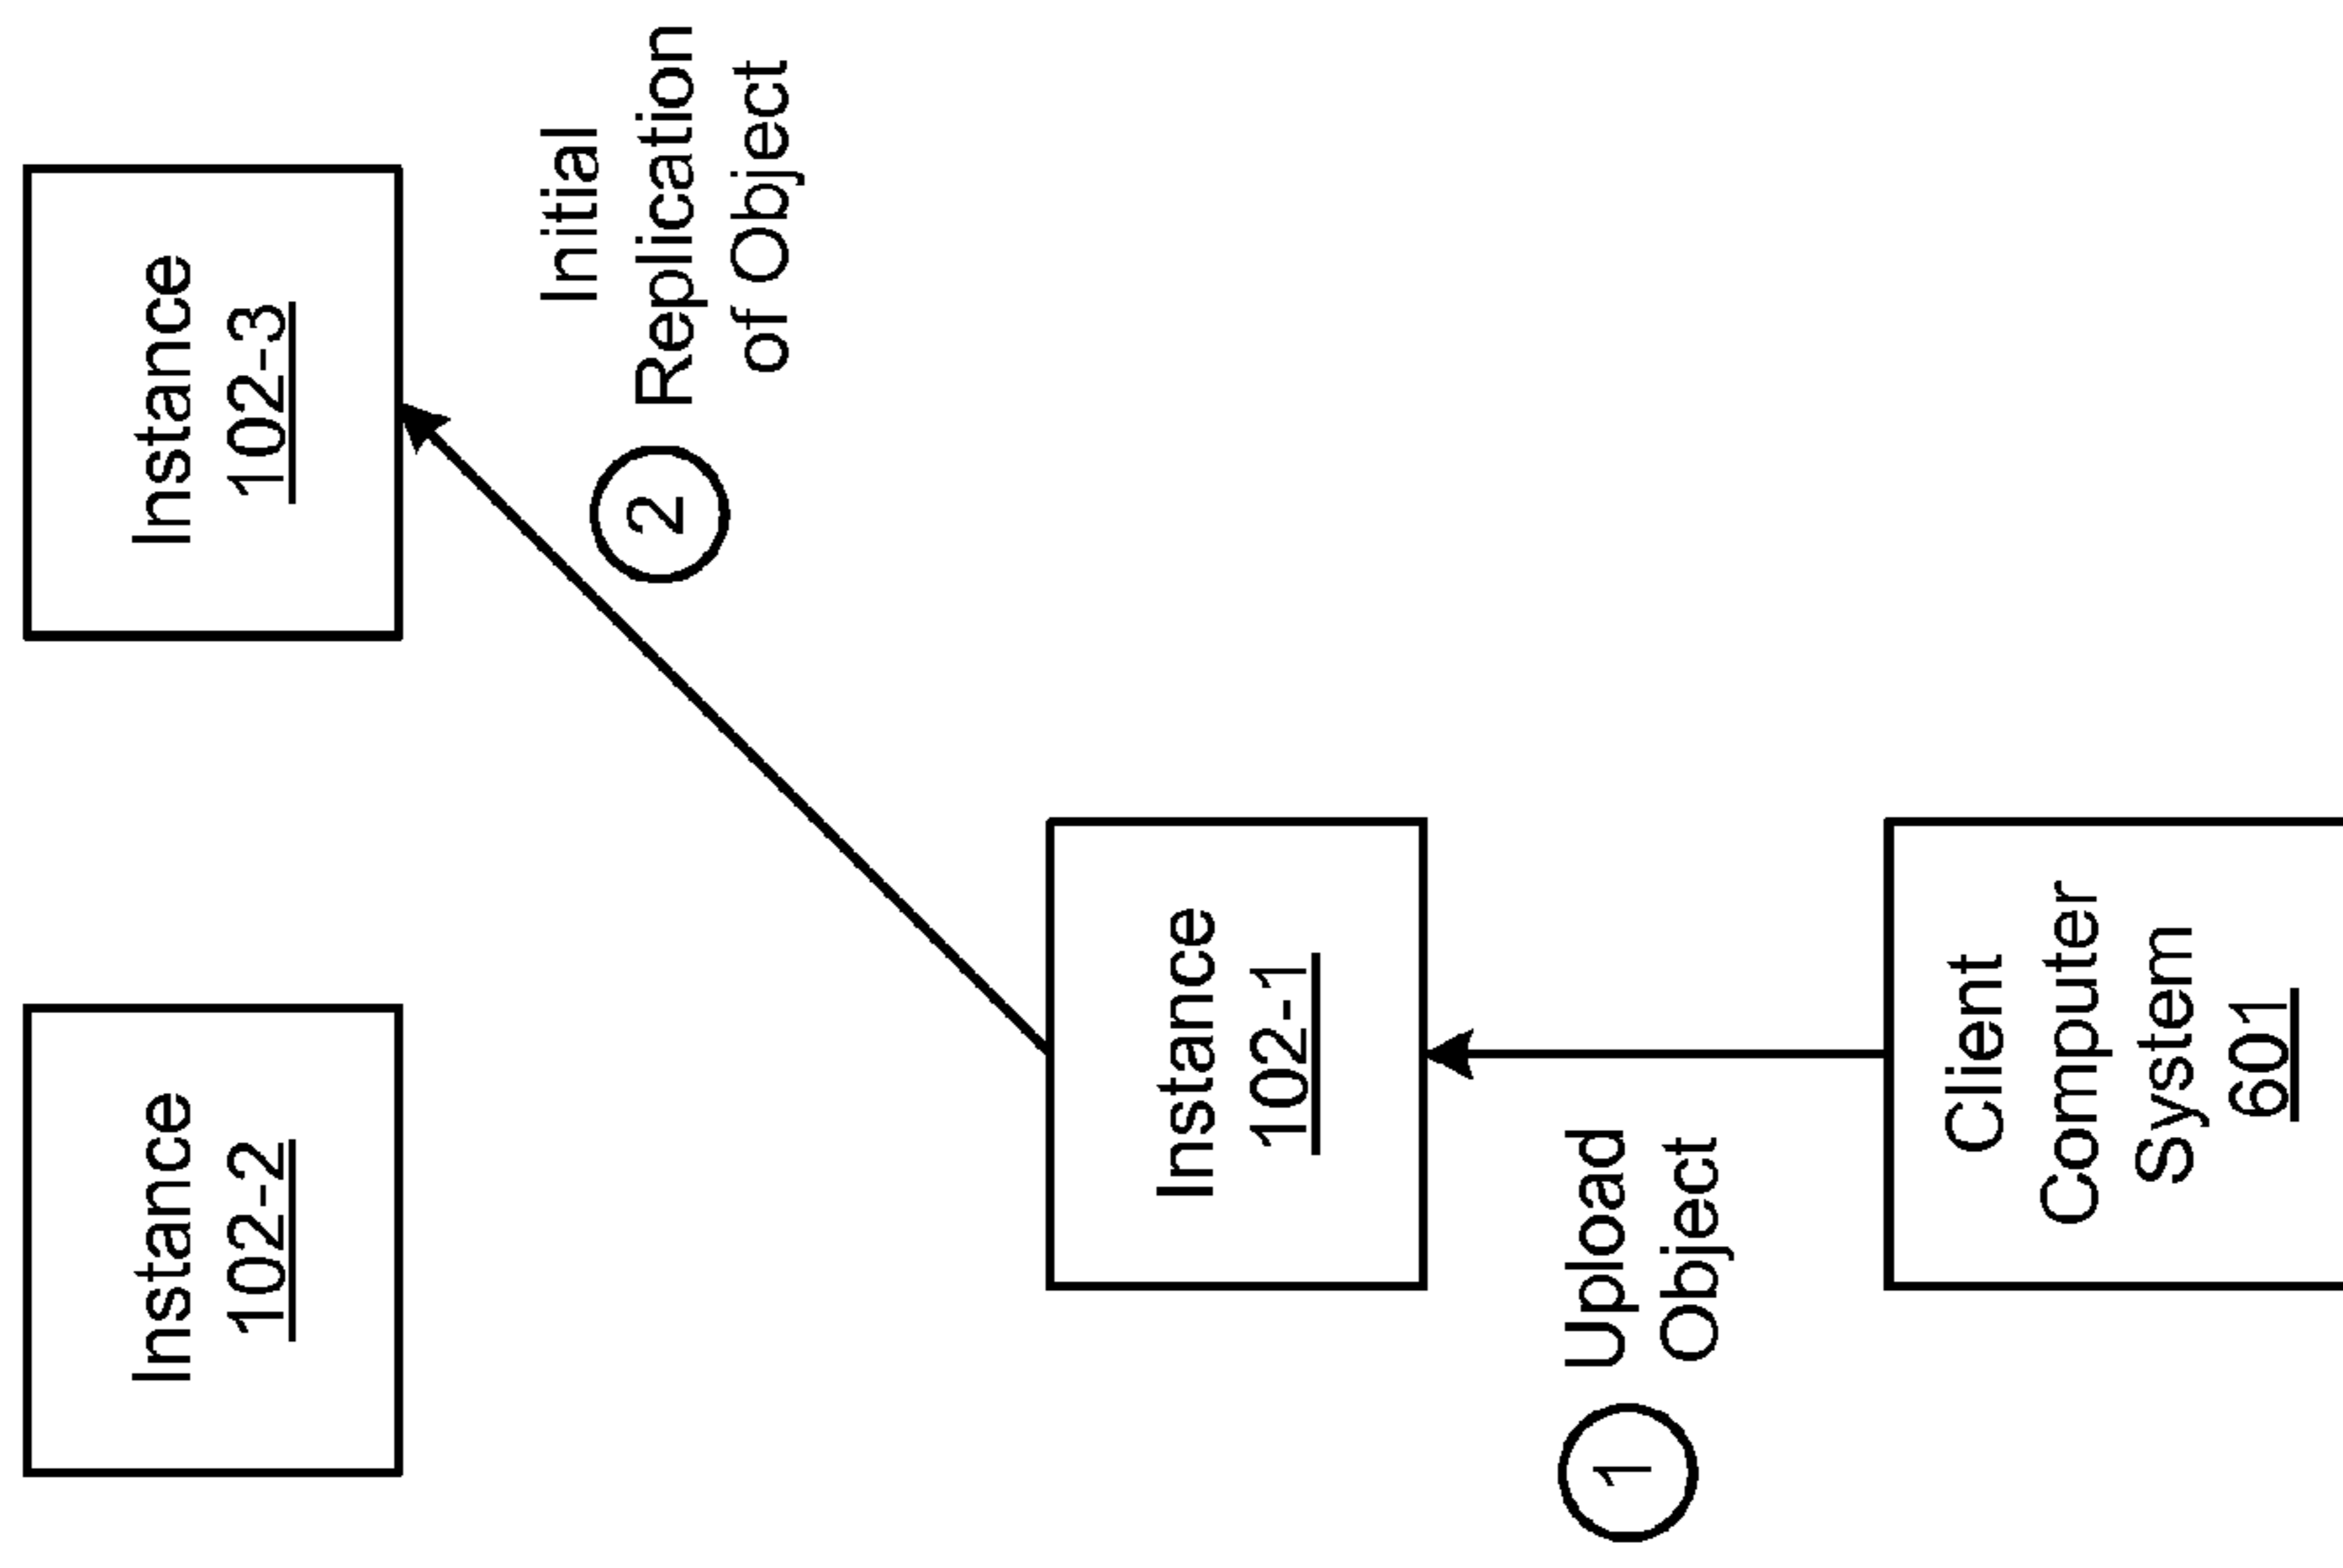 Instance
102-2
Instance
102-3
2
Initial
Replication
of Object
Instance
102-1
1
Upload
Object
Client
Computer
System
601